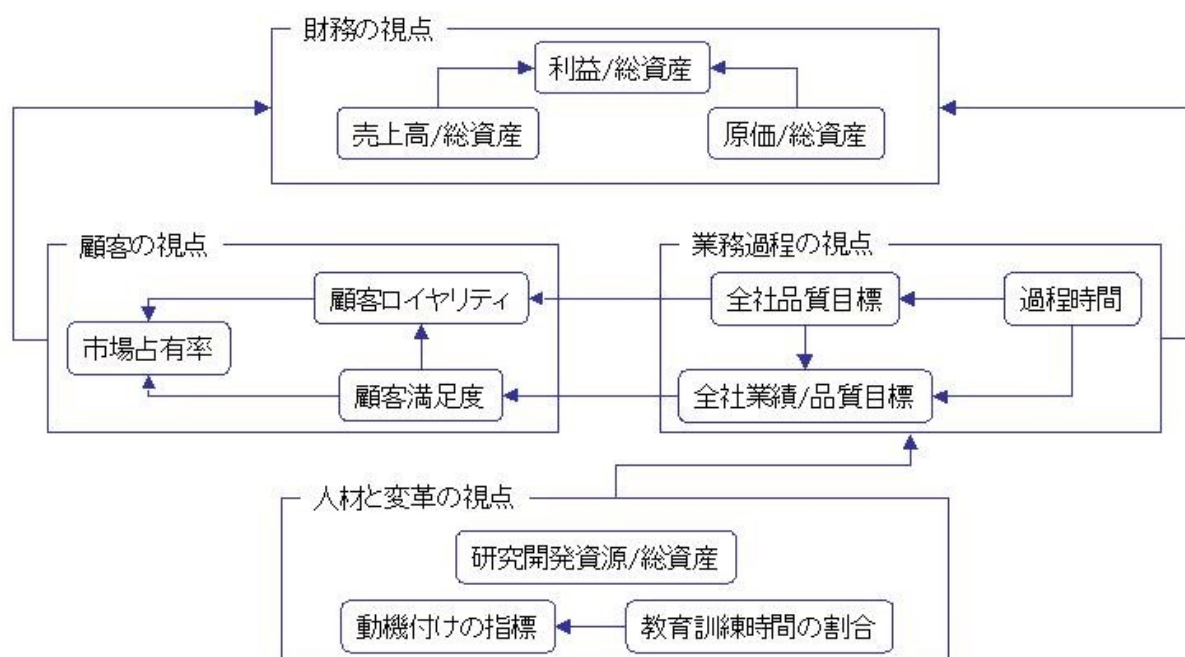 財務の視点
利益/総資産
売上高/総資産
原価/総資産
顧客の視点
顧客ロイヤリティ
市場占有率
顧客満足度
業務過程の視点
全社品質目標
過程時間
全社業績/品質目標
人材と変革の視点
研究開発資源/総資産
動機付けの指標
教育訓練時間の割合